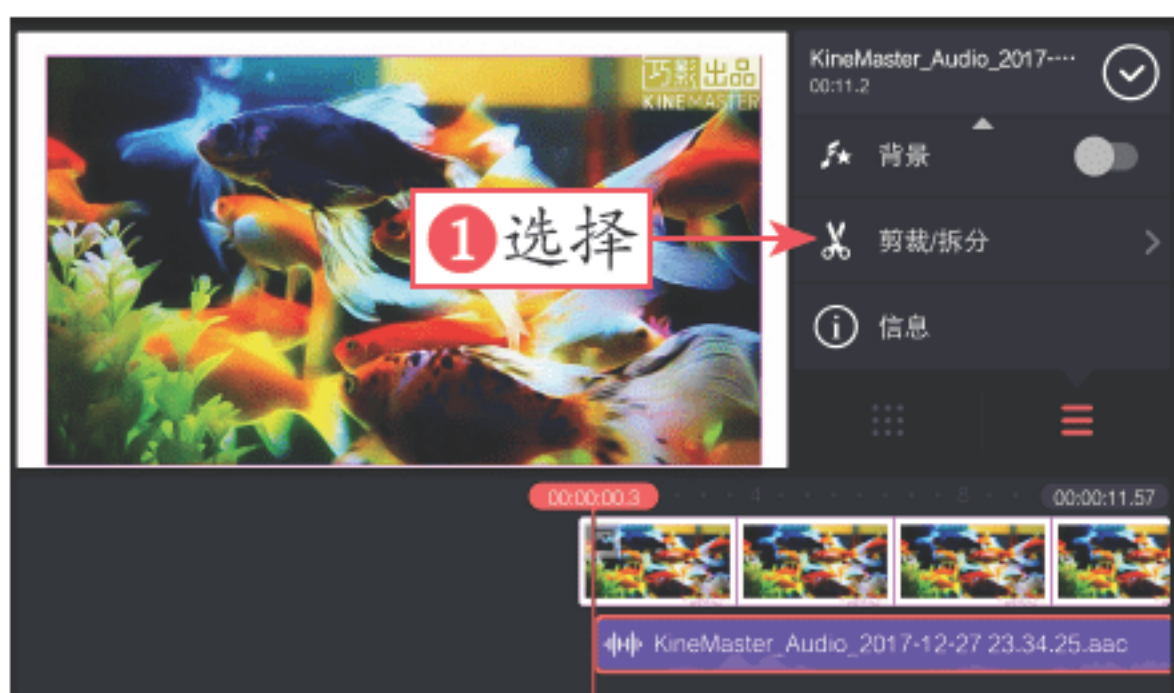 巧影出品
KINEMASTER
KineMaster_Audio_2017-····
00:11.2
背景
1选择
剪裁/拆分
信息
00:00:00.3
4
8
00:00:11.57
KineMaster_Audio_2017-12-27 23.34.25.aac